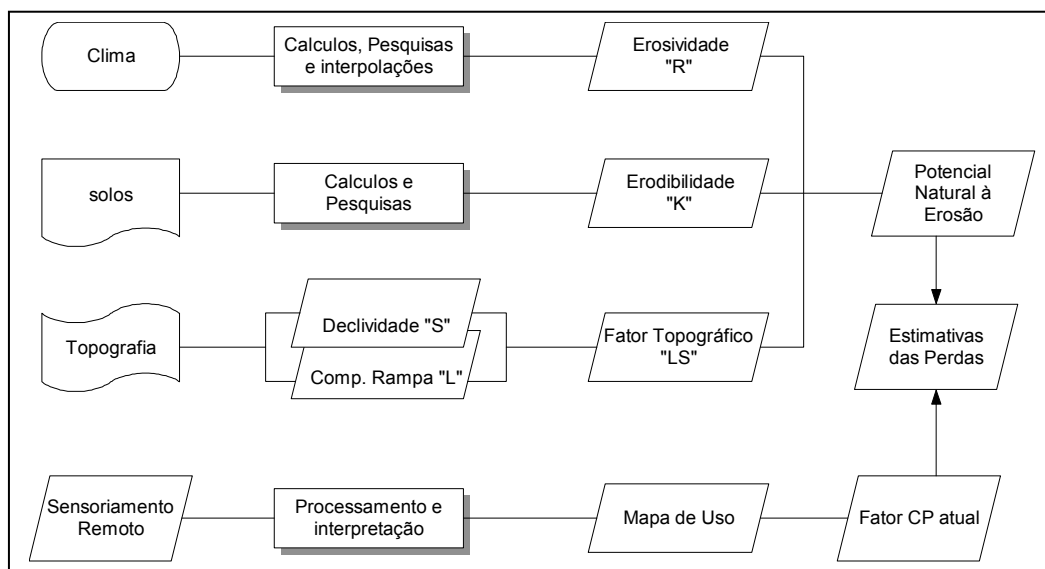 Clima
Calculos, Pesquisas
e interpolações
Erosividade
"R"
solos
Calculos e
Pesquisas
Erodibilidade
"K"
Potencial
Natural à
Erosão
Topografia
Declividade "S"
Comp. Rampa "L"
Fator Topográfico
"LS"
Estimativas
das Perdas
Sensoriamento
Remoto
Processamento e
interpretação
Mapa de Uso
Fator CP atual